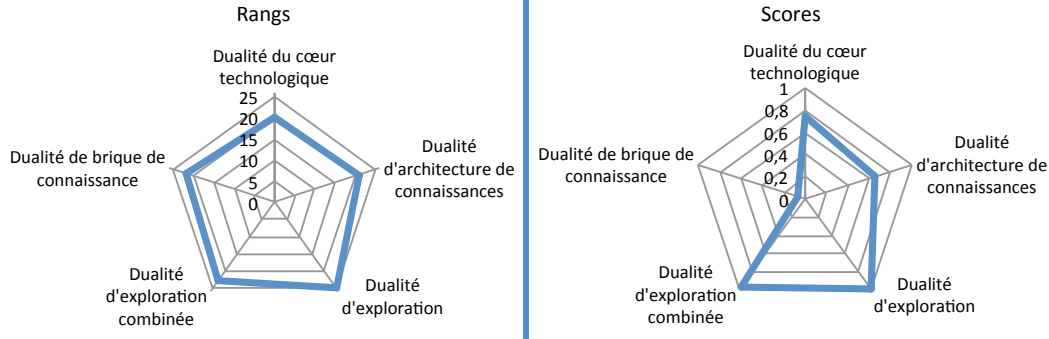 Rangs
Dualité du cœur
technologique
25
20
15
10
5
0
Dualité
d'architecture de
connaissances
Dualité
d'exploration
Dualité
d'exploration
combinée
Dualité de brique de
connaissance
Scores
Dualité du cœur
technologique
1
0,8
0,6
0,4
0,2
0
Dualité
d'architecture de
connaissances
Dualité
d'exploration
Dualité
d'exploration
combinée
Dualité de brique de
connaissance